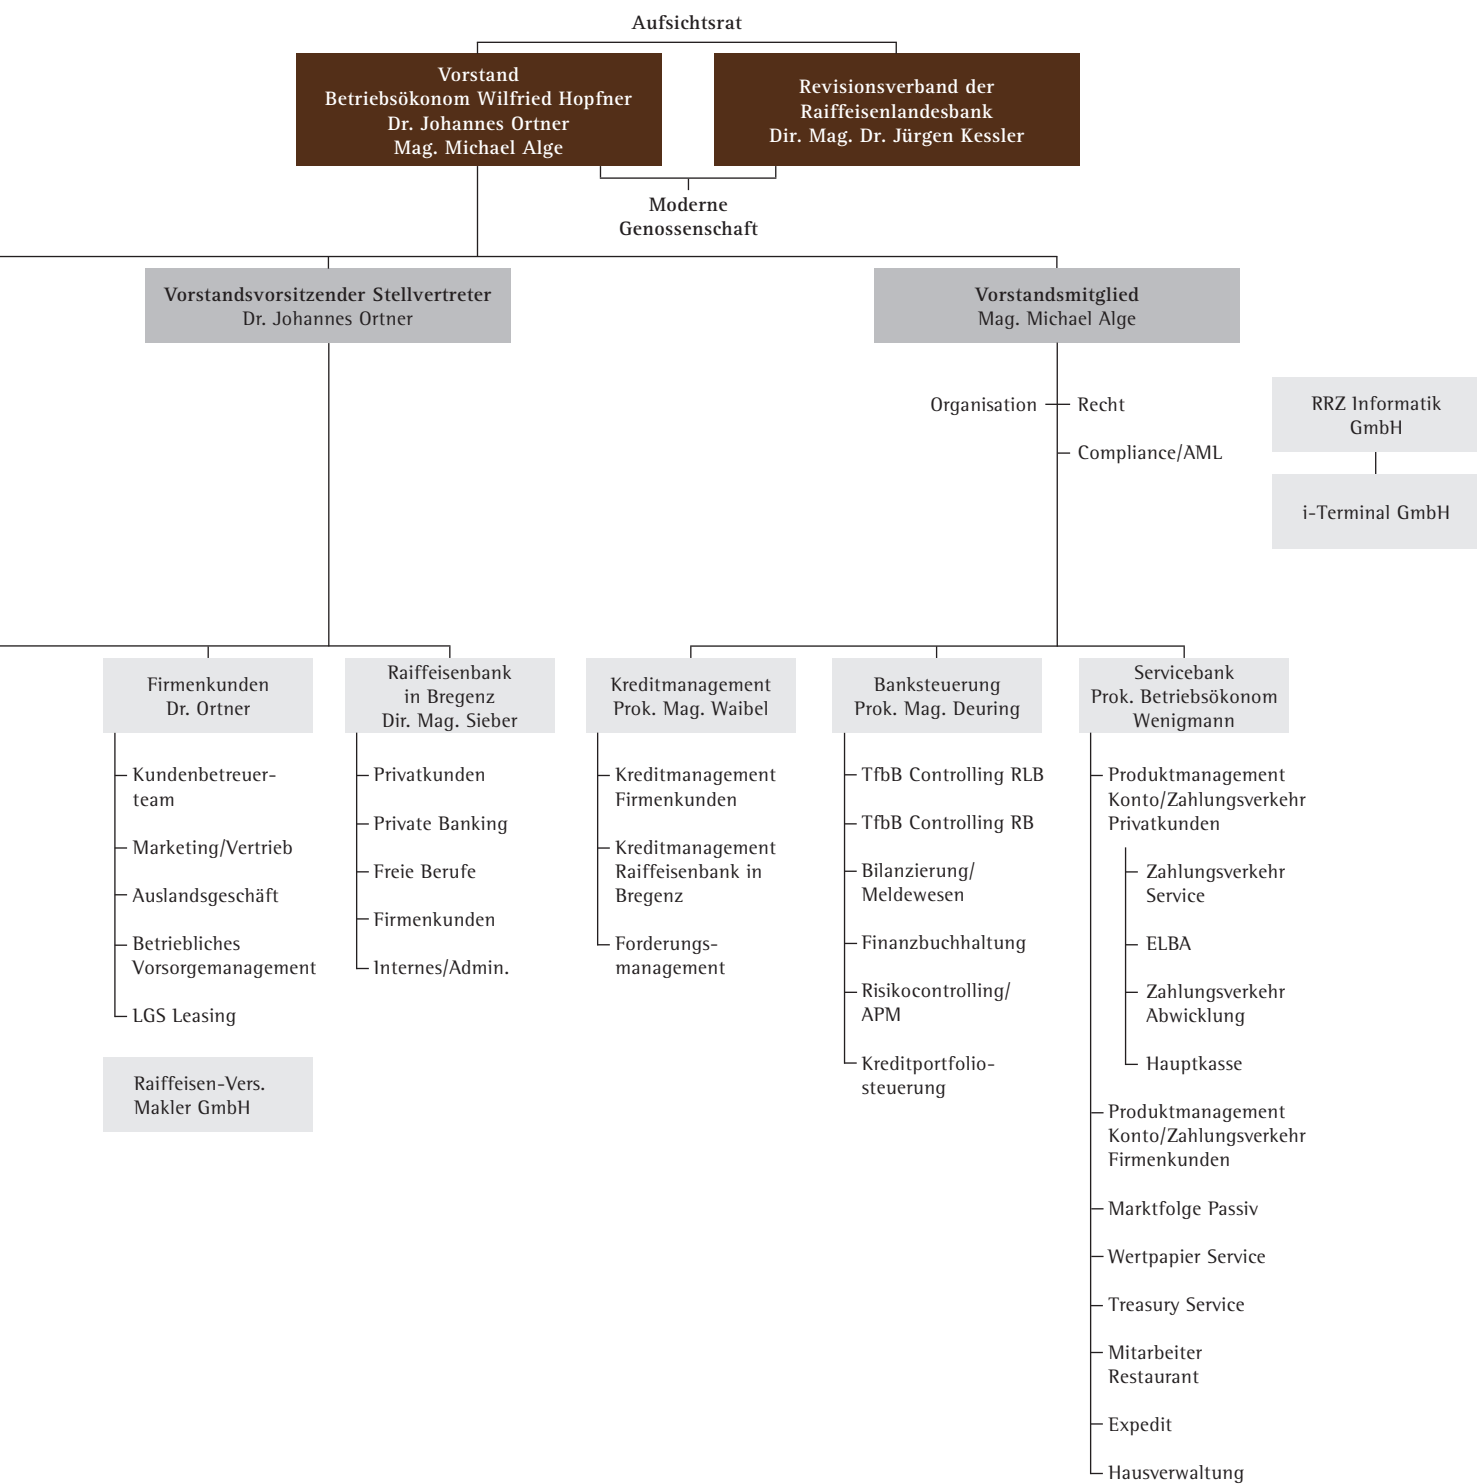 Aufsichtsrat
Vorstand
Betriebsökonom Wilfried Hopfner
Dr. Johannes Ortner
Mag. Michael Alge
Revisionsverband der
Raiffeisenlandesbank
Dir. Mag. Dr. Jürgen Kessler
Moderne
Genossenschaft
Vorstandsvorsitzender Stellvertreter
Dr. Johannes Ortner
Vorstandsmitglied
Mag. Michael Alge
Organisation
Recht
Compliance/AML
RRZ Informatik
GmbH
i-Terminal GmbH
Firmenkunden
Dr. Ortner
Kundenbetreuer-
team
Marketing/Vertrieb
Auslandsgeschäft
Betriebliches
Vorsorgemanagement
LGS Leasing
Raiffeisen-Vers.
Makler GmbH
Raiffeisenbank
in Bregenz
Dir. Mag. Sieber
Privatkunden
Private Banking
Freie Berufe
Firmenkunden
Internes/Admin.
Kreditmanagement
Prok. Mag. Waibel
Kreditmanagement
Firmenkunden
Kreditmanagement
Raiffeisenbank in
Bregenz
Forderungs-
management
Banksteuerung
Prok. Mag. Deuring
TfbB Controlling RLB
TfbB Controlling RB
Bilanzierung/
Meldewesen
Finanzbuchhaltung
Risikocontrolling/
APM
Kreditportfolio-
steuerung
Servicebank
Prok. Betriebsökonom
Wenigmann
Produktmanagement
Konto/Zahlungsverkehr
Privatkunden
Zahlungsverkehr
Service
ELBA
Zahlungsverkehr
Abwicklung
Hauptkasse
Produktmanagement
Konto/Zahlungsverkehr
Firmenkunden
Marktfolge Passiv
Wertpapier Service
Treasury Service
Mitarbeiter
Restaurant
Expedit
Hausverwaltung